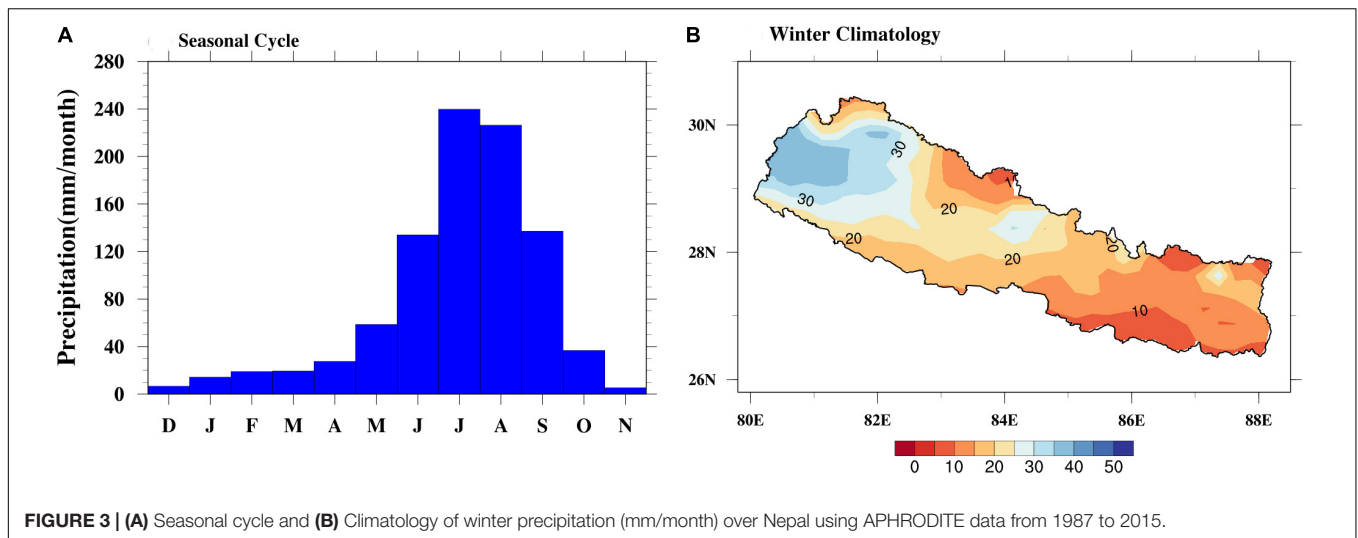 A Seasonal Cycle
280
240
200
160
120
80
40
0
Precipitation(mm/month)
D J F M A M J J A S O N
B Winter Climatology
30N
28N
26N
30
30
20
20
20
20
10
80E 82E 84E 86E 88E
0 10 20 30 40 50
FIGURE 3 | (A) Seasonal cycle and (B) Climatology of winter precipitation (mm/month) over Nepal using APHRODITE data from 1987 to 2015.